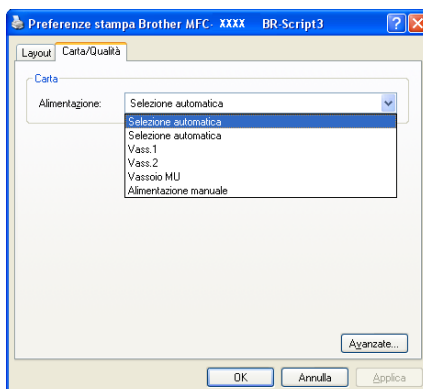 Preferenze stampa Brother MFC- XXXX BR-Script3
Layout Carta/Qualità
Carta
Alimentazione: Selezione automatica
Selezione automatica
Selezione automatica
Vass.1
Vass.2
Vassoio MU
Alimentazione manuale
Avanzate...
OK Annulla Applica